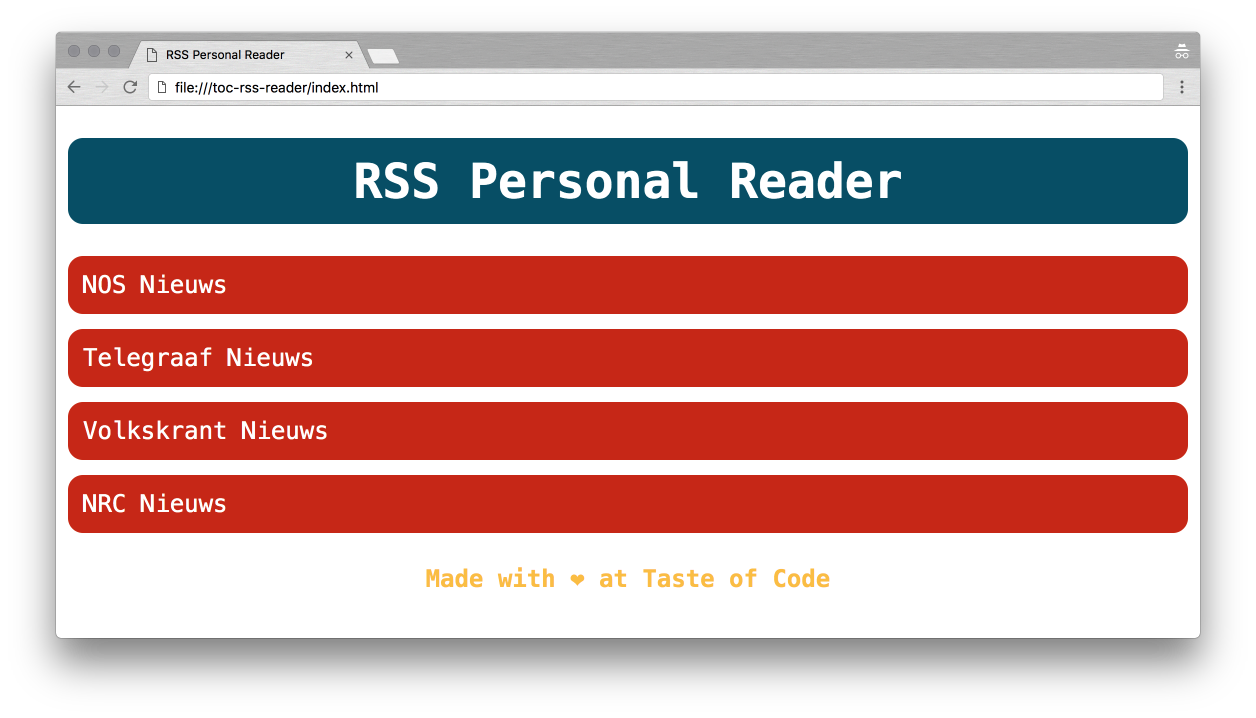 RSS Personal Reader
file:///toc-rss-reader/index.html
RSS Personal Reader
NOS Nieuws
Telegraaf Nieuws
Volkskrant Nieuws
NRC Nieuws
Made with ❤ at Taste of Code